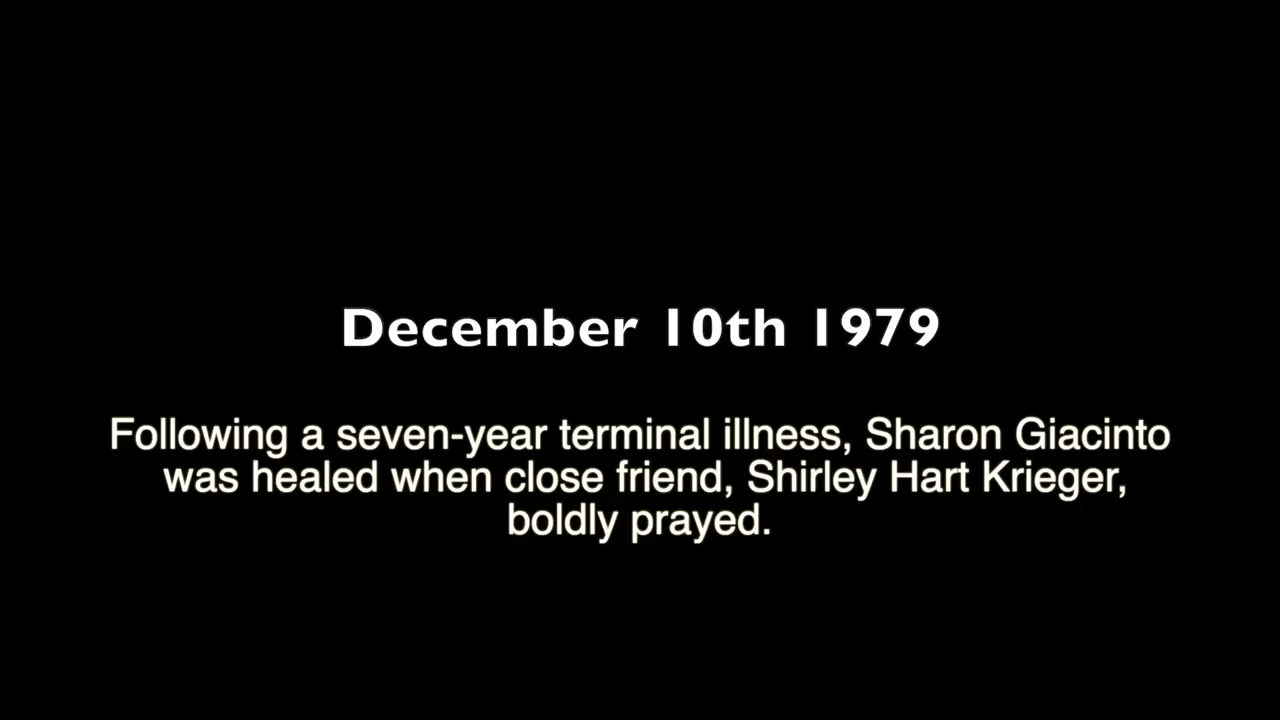 December 10th 1979
Following a seven-year terminal illness, Sharon Giacinto
was healed when close friend, Shirley Hart Krieger,
boldly prayed.